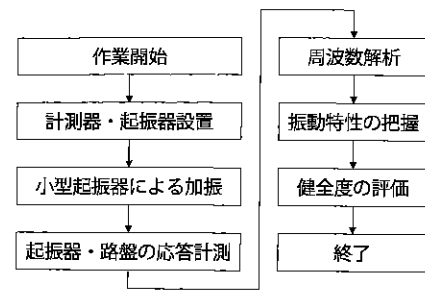 作業開始
計測器・起振器設置
小型起振器による加振
起振器・路盤の応答計測
周波数解析
振動特性の把握
健全度の評価
終了